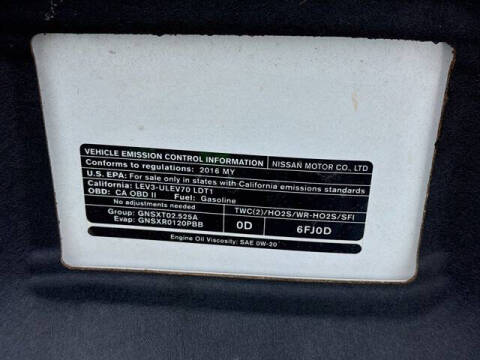 VEHICLE EMISSION CONTROL INFORMATION NISSAN MOTOR CO., LTD
Conforms to regulations: 2016 MY
U.S. EPA: For sale only in states with California emissions standards
California: LEV3-ULEV70 LDT1
OBD: CA OBD II Fuel: Gasoline
No adjustments needed TWC(2)/HO2S/WR-HO2S/SFI
Group: GNSXT02.525A
Evap: GNSXR0120PBB 0D 6FJ0D
Engine Oil Viscosity: SAE 0W-20